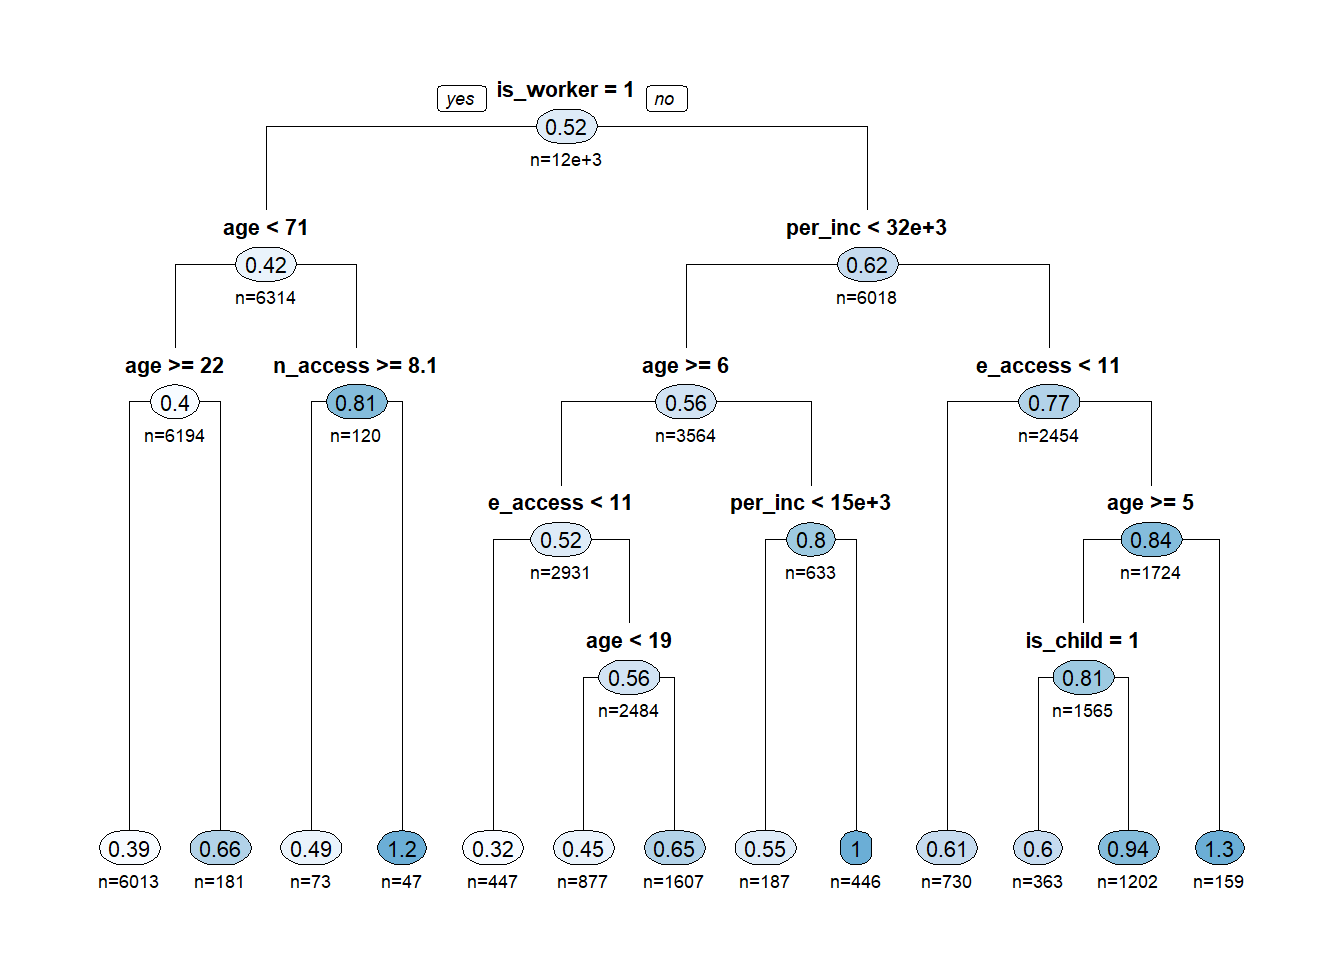 yes is_worker = 1 no
0.52
n=12e+3
age < 71 per_inc < 32e+3
0.42 0.62
n=6314 n=6018
age >= 22 n_access >= 8.1 age >= 6 e_access < 11
0.4 0.81 0.56 0.77
n=6194 n=120 n=3564 n=2454
e_access < 11 per_inc < 15e+3 age >= 5
0.52 0.8 0.84
n=2931 n=633 n=1724
age < 19 is_child = 1
0.56 0.81
n=2484 n=1565
0.39 0.66 0.49 1.2 0.32 0.45 0.65 0.55 1 0.61 0.6 0.94 1.3
n=6013 n=181 n=73 n=47 n=447 n=877 n=1607 n=187 n=446 n=730 n=363 n=1202 n=159